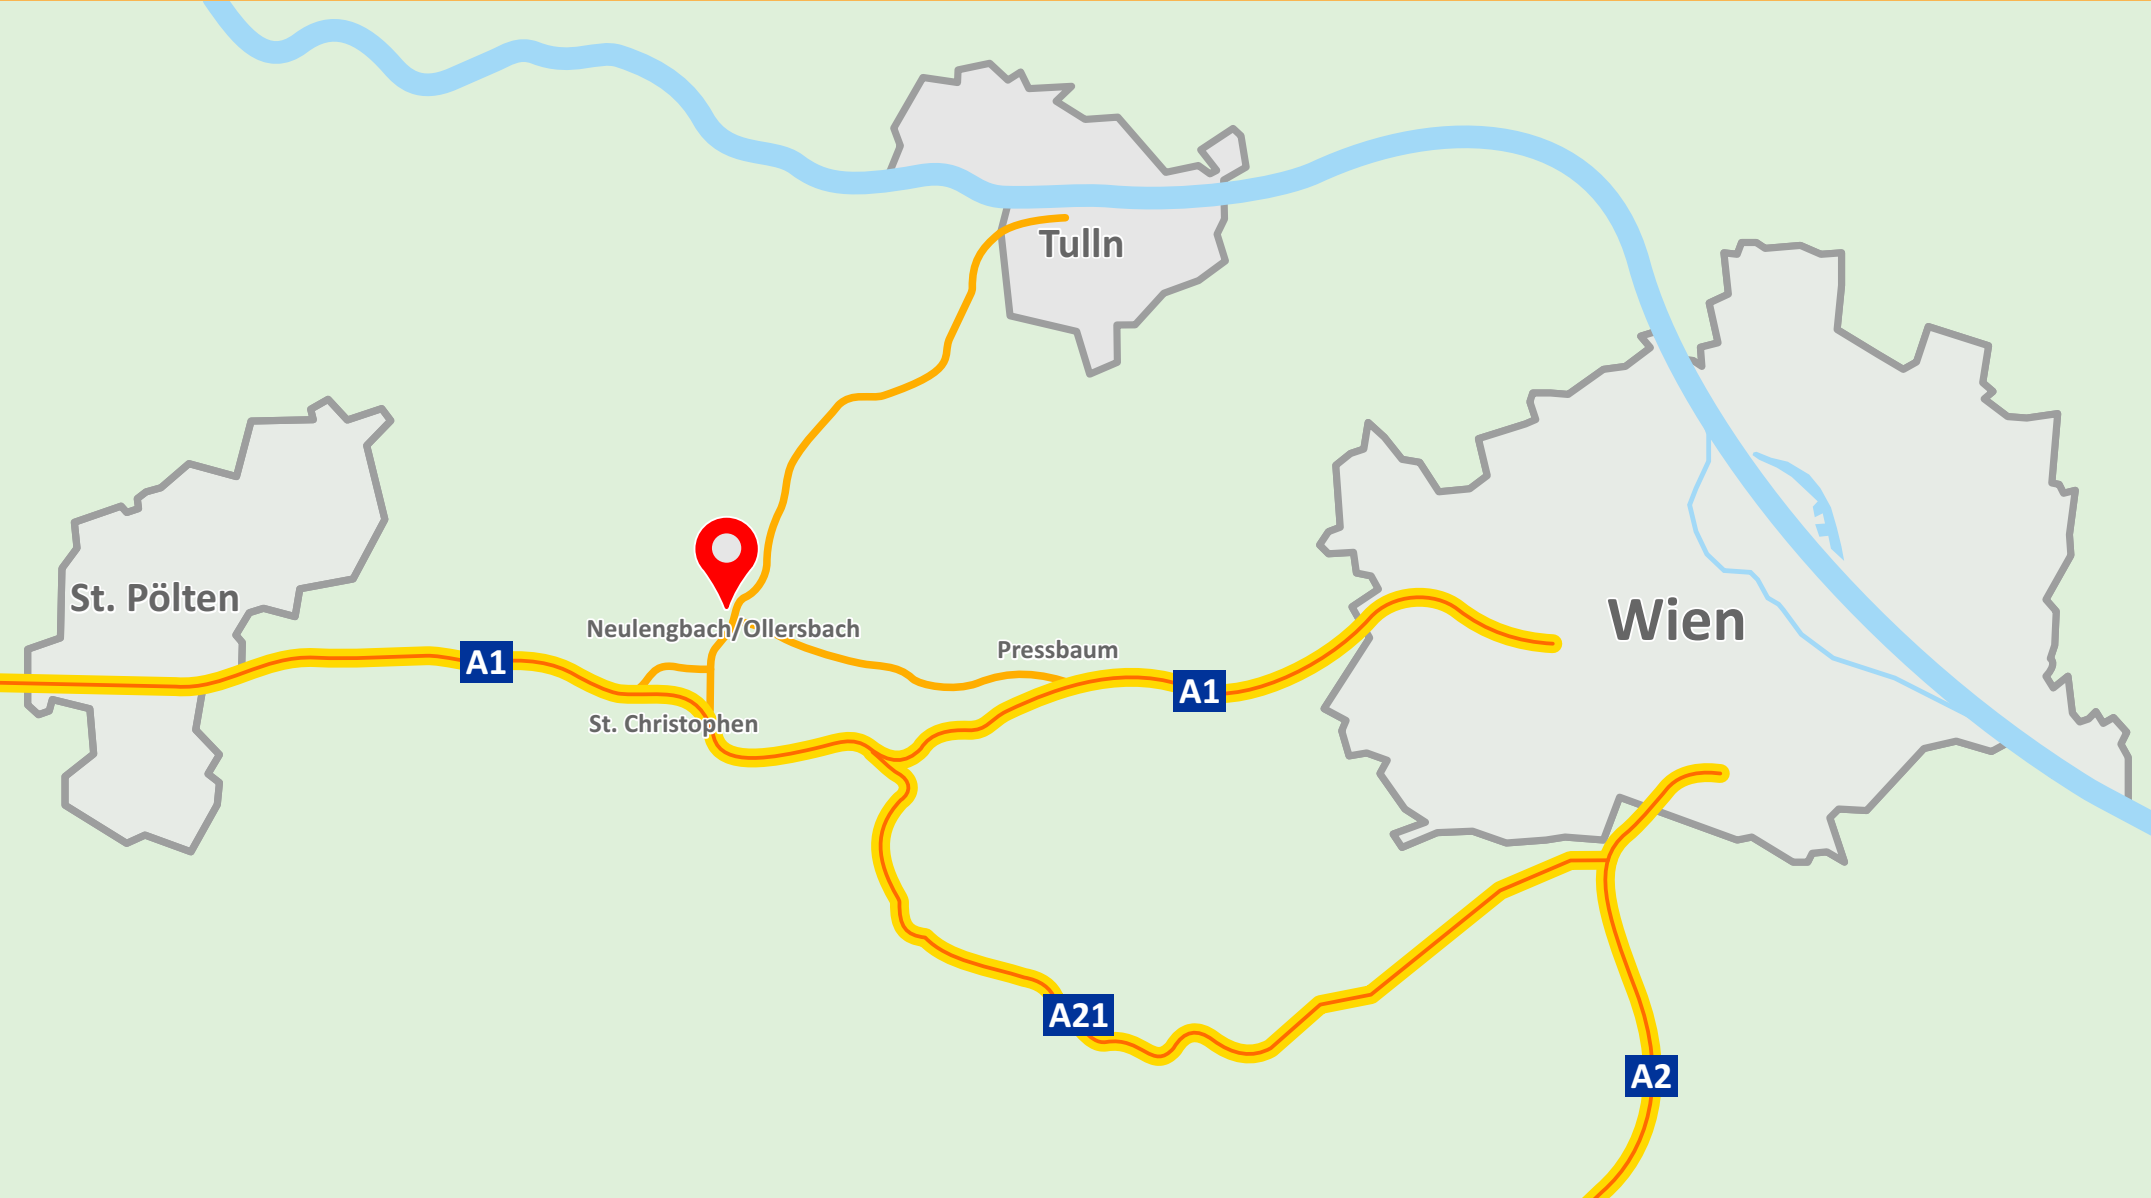 Tulln
St. Pölten
Wien
Neulengbach/Ollersbach
Pressbaum
A1
A1
St. Christophen
A21
A2